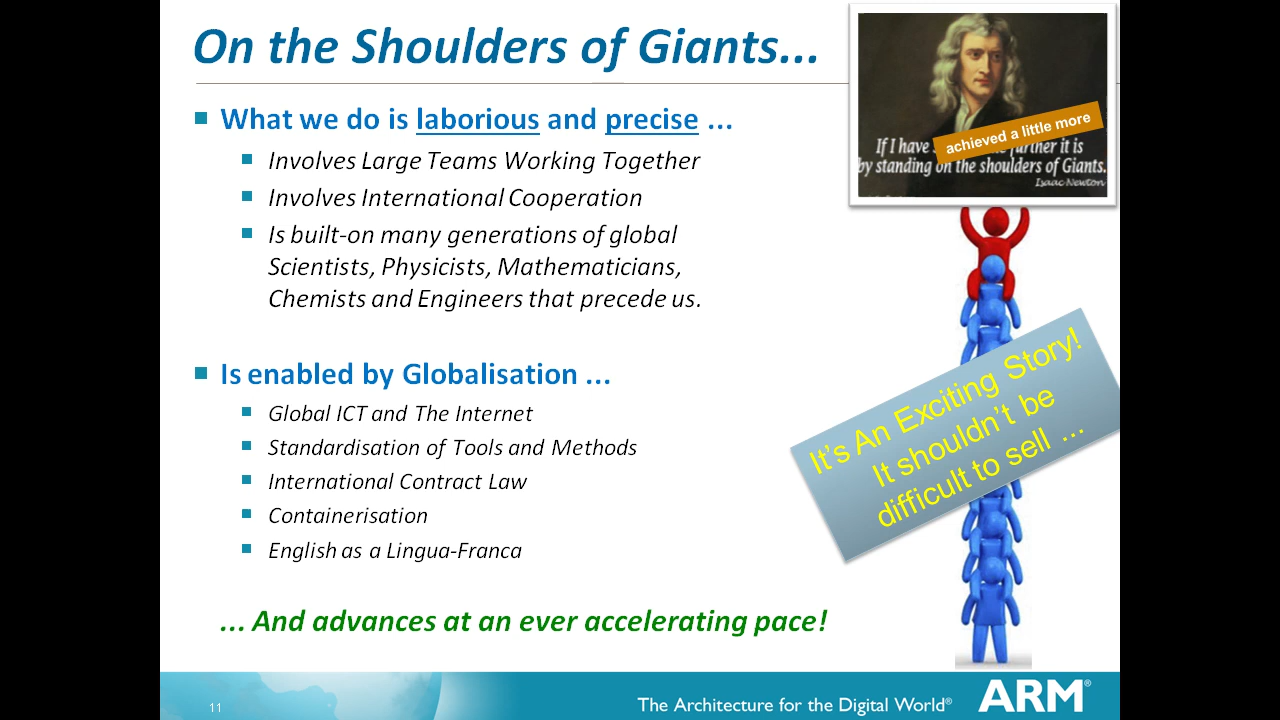 On the Shoulders of Giants...
What we do is laborious and precise ...
Involves Large Teams Working Together
Involves International Cooperation
Is built-on many generations of global
Scientists, Physicists, Mathematicians,
Chemists and Engineers that precede us.
Is enabled by Globalisation ...
Global ICT and The Internet
Standardisation of Tools and Methods
International Contract Law
Containerisation
English as a Lingua-Franca
... And advances at an ever accelerating pace!
achieved a little more
If I have further it is
by standing on the shoulders of Giants.
Isaac Newton
It's An Exciting Story!
It shouldn't be
difficult to sell ...
11
The Architecture for the Digital World®
ARM®